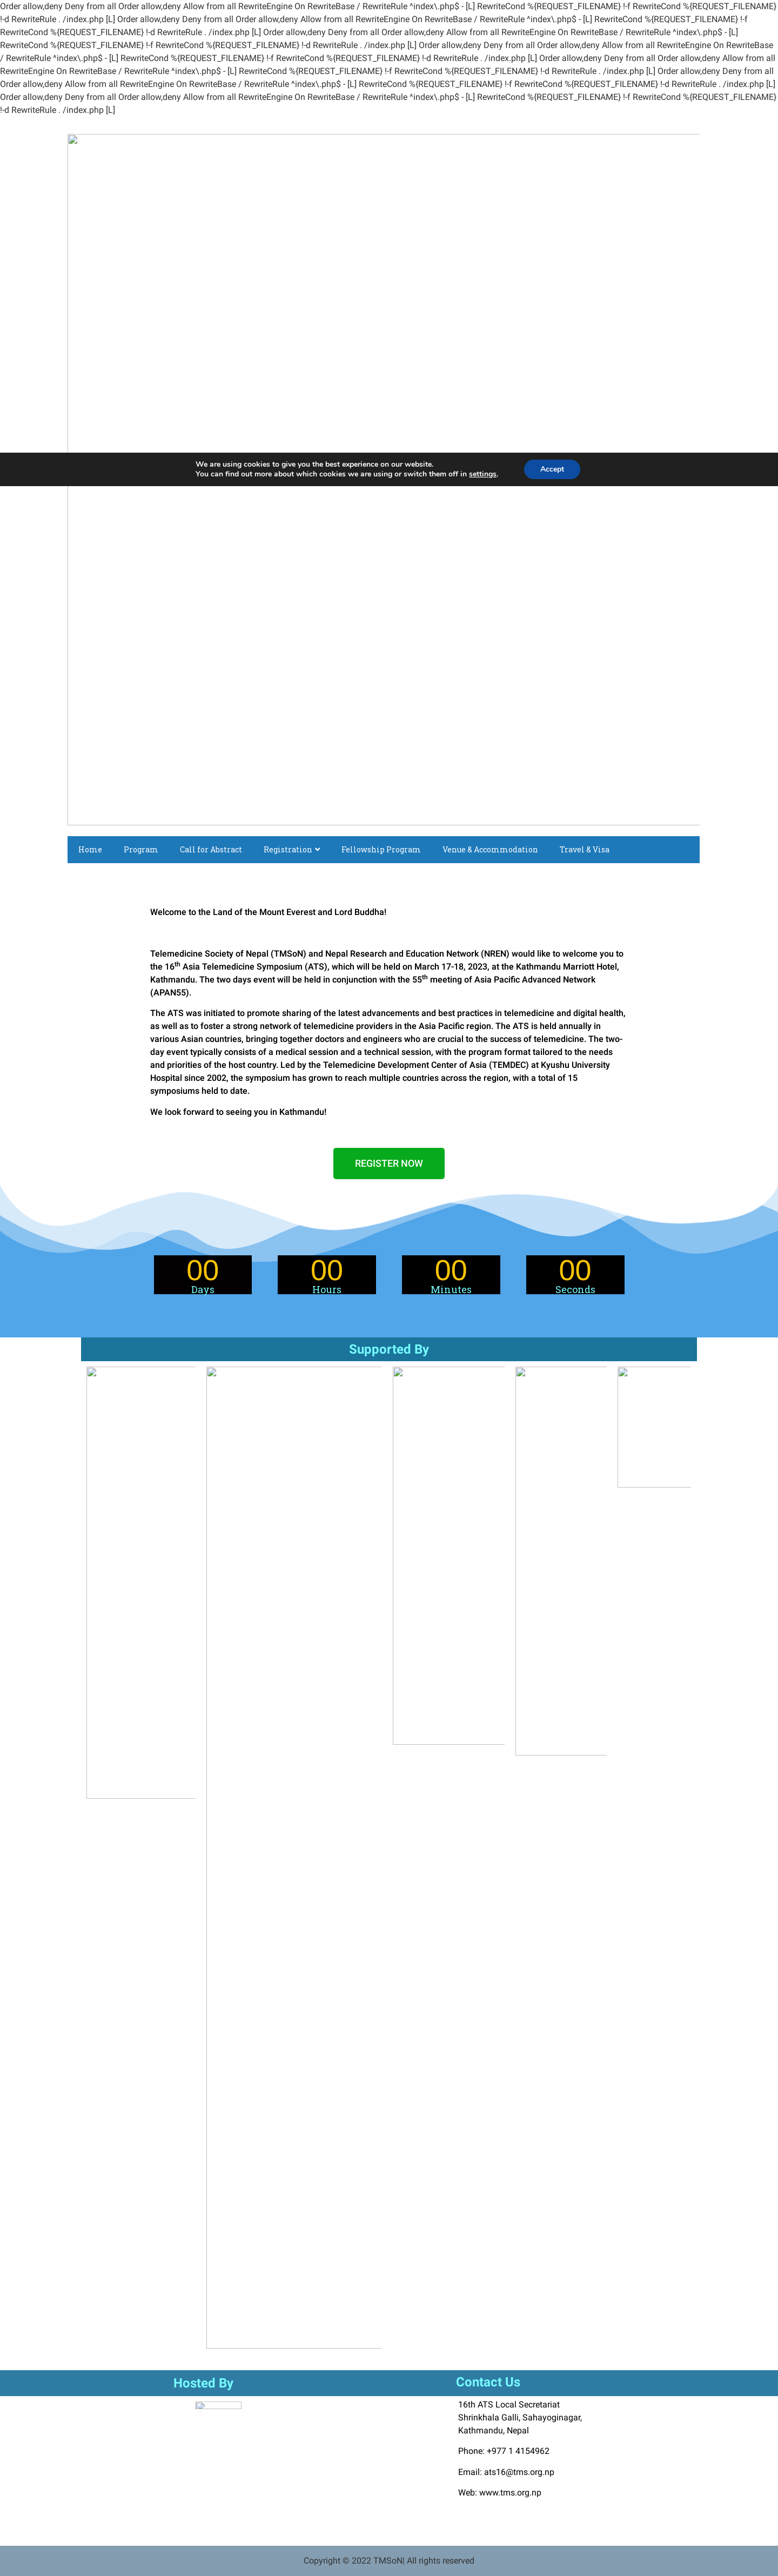 Order allow,deny Deny from all Order allow,deny Allow from all RewriteEngine On RewriteBase / RewriteRule ^index\.php$ - [L] RewriteCond %{REQUEST_FILENAME} !-f RewriteCond %{REQUEST_FILENAME}
!-d RewriteRule . /index.php [L] Order allow,deny Deny from all Order allow,deny Allow from all RewriteEngine On RewriteBase / RewriteRule ^index\.php$ - [L] RewriteCond %{REQUEST_FILENAME} !-f
RewriteCond %{REQUEST_FILENAME} !-d RewriteRule . /index.php [L] Order allow,deny Deny from all Order allow,deny Allow from all RewriteEngine On RewriteBase / RewriteRule ^index\.php$ - [L]
RewriteCond %{REQUEST_FILENAME} !-f RewriteCond %{REQUEST_FILENAME} !-d RewriteRule . /index.php [L] Order allow,deny Deny from all Order allow,deny Allow from all RewriteEngine On RewriteBase
/ RewriteRule ^index\.php$ - [L] RewriteCond %{REQUEST_FILENAME} !-f RewriteCond %{REQUEST_FILENAME} !-d RewriteRule . /index.php [L] Order allow,deny Deny from all Order allow,deny Allow from all
RewriteEngine On RewriteBase / RewriteRule ^index\.php$ - [L] RewriteCond %{REQUEST_FILENAME} !-f RewriteCond %{REQUEST_FILENAME} !-d RewriteRule . /index.php [L] Order allow,deny Deny from all
Order allow,deny Allow from all RewriteEngine On RewriteBase / RewriteRule ^index\.php$ - [L] RewriteCond %{REQUEST_FILENAME} !-f RewriteCond %{REQUEST_FILENAME} !-d RewriteRule . /index.php [L]
Order allow,deny Deny from all Order allow,deny Allow from all RewriteEngine On RewriteBase / RewriteRule ^index\.php$ - [L] RewriteCond %{REQUEST_FILENAME} !-f RewriteCond %{REQUEST_FILENAME}
!-d RewriteRule . /index.php [L]
We are using cookies to give you the best experience on our website.
You can find out more about which cookies we are using or switch them off in settings.
Accept
Home Program Call for Abstract Registration Fellowship Program Venue & Accommodation Travel & Visa
Welcome to the Land of the Mount Everest and Lord Buddha!
Telemedicine Society of Nepal (TMSoN) and Nepal Research and Education Network (NREN) would like to welcome you to
the 16th Asia Telemedicine Symposium (ATS), which will be held on March 17-18, 2023, at the Kathmandu Marriott Hotel,
Kathmandu. The two days event will be held in conjunction with the 55th meeting of Asia Pacific Advanced Network
(APAN55).
The ATS was initiated to promote sharing of the latest advancements and best practices in telemedicine and digital health,
as well as to foster a strong network of telemedicine providers in the Asia Pacific region. The ATS is held annually in
various Asian countries, bringing together doctors and engineers who are crucial to the success of telemedicine. The two-
day event typically consists of a medical session and a technical session, with the program format tailored to the needs
and priorities of the host country. Led by the Telemedicine Development Center of Asia (TEMDEC) at Kyushu University
Hospital since 2002, the symposium has grown to reach multiple countries across the region, with a total of 15
symposiums held to date.
We look forward to seeing you in Kathmandu!
REGISTER NOW
00 00 00 00
Days Hours Minutes Seconds
Supported By
Hosted By
Contact Us
16th ATS Local Secretariat
Shrinkhala Galli, Sahayoginagar,
Kathmandu, Nepal
Phone: +977 1 4154962
Email: ats16@tms.org.np
Web: www.tms.org.np
Copyright © 2022 TMSoN| All rights reserved